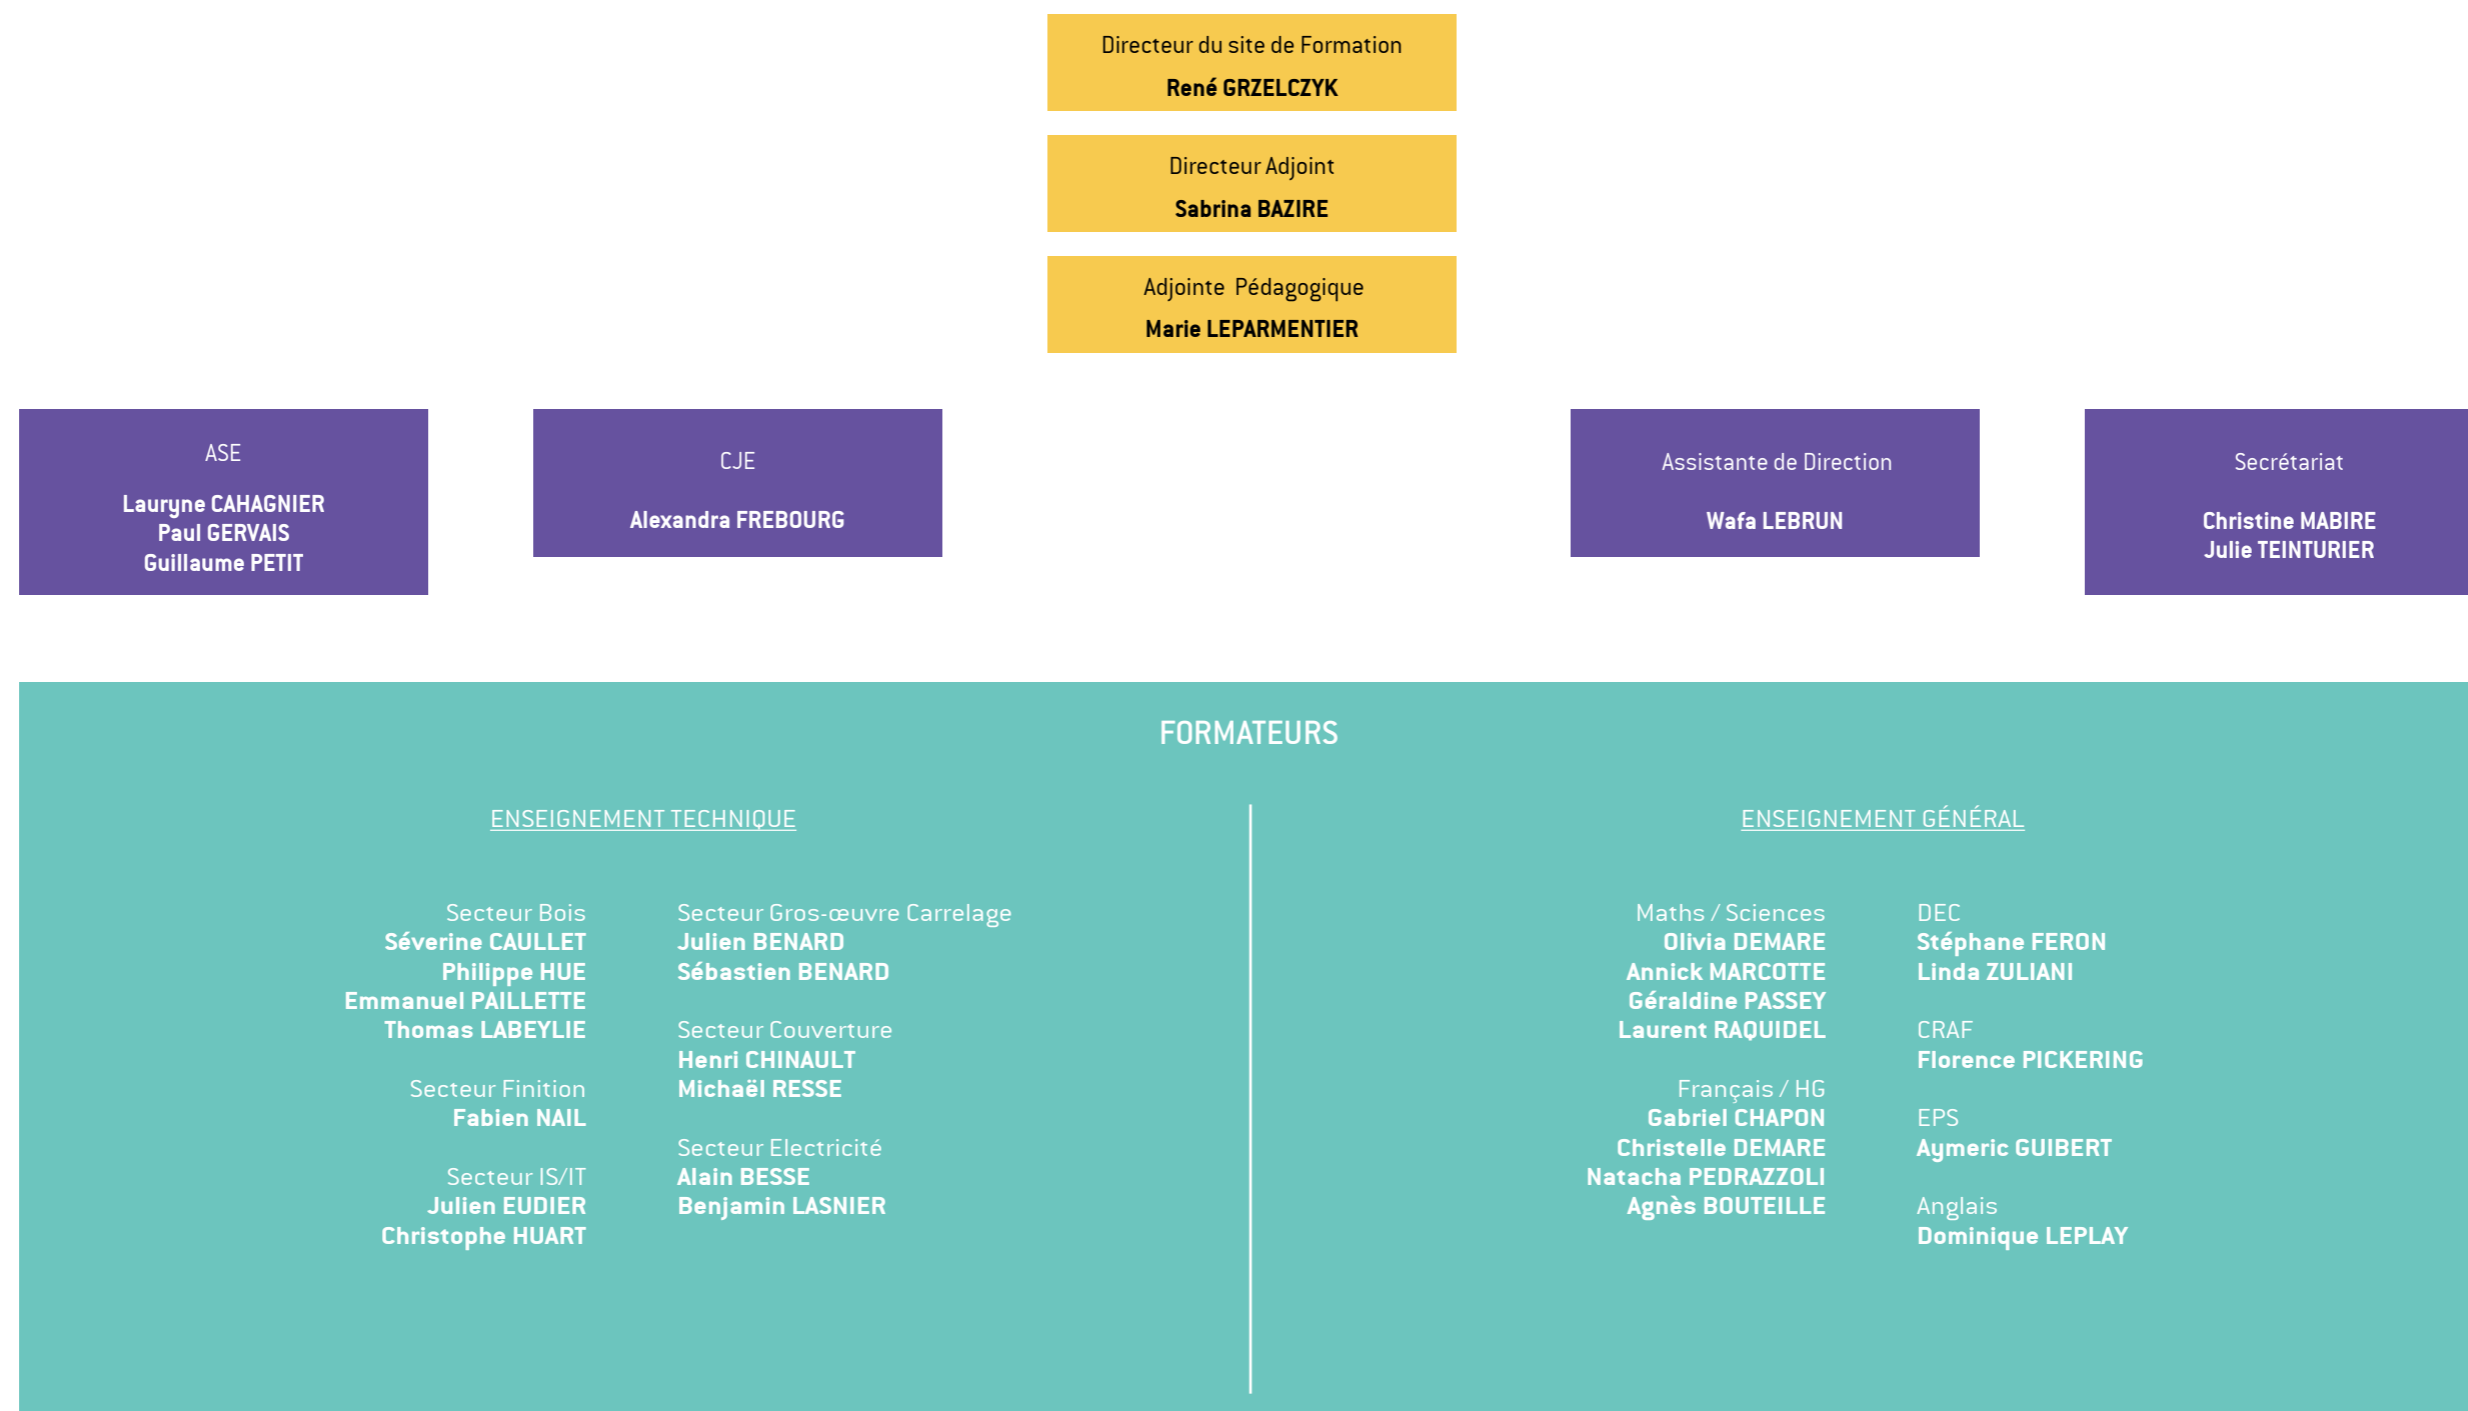 Directeur du site de Formation
René GRZELCZYK
Directeur Adjoint
Sabrina BAZIRE
Adjointe Pédagogique
Marie LEPARMENTIER
ASE
Lauryne CAHAGNIER
Paul GERVAIS
Guillaume PETIT
CJE
Alexandra FREBOURG
Assistante de Direction
Wafa LEBRUN
Secrétariat
Christine MABIRE
Julie TEINTURIER
FORMATEURS
ENSEIGNEMENT TECHNIQUE
Secteur Bois
Séverine CAULLET
Philippe HUE
Emmanuel PAILLETTE
Thomas LABEYLIE
Secteur Finition
Fabien NAIL
Secteur IS/IT
Julien EUDIER
Christophe HUART
Secteur Gros-œuvre Carrelage
Julien BENARD
Sébastien BENARD
Secteur Couverture
Henri CHINAULT
Michaël RESSE
Secteur Electricité
Alain BESSE
Benjamin LASNIER
ENSEIGNEMENT GÉNÉRAL
Maths / Sciences
Olivia DEMARE
Annick MARCOTTE
Géraldine PASSEY
Laurent RAQUIDEL
Français / HG
Gabriel CHAPON
Christelle DEMARE
Natacha PEDRAZZOLI
Agnès BOUTEILLE
DEC
Stéphane FERON
Linda ZULIANI
CRAF
Florence PICKERING
EPS
Aymeric GUIBERT
Anglais
Dominique LEPLAY